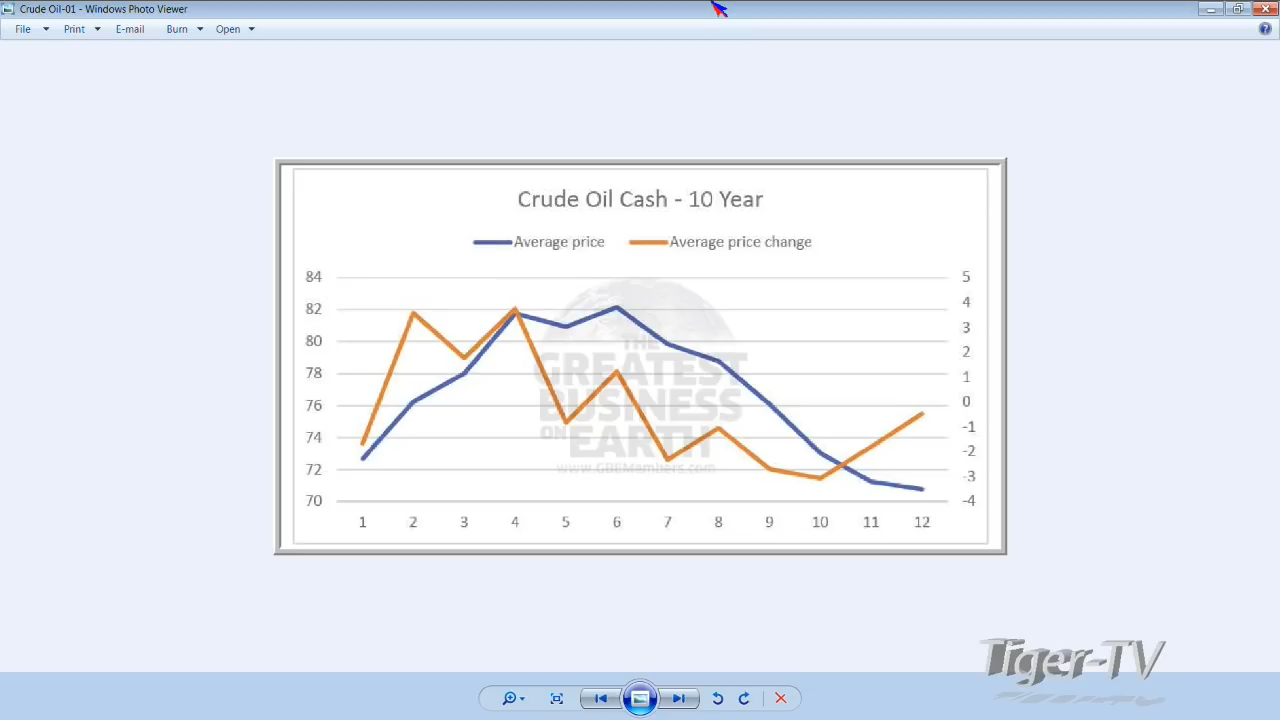 Crude Oil-01 - Windows Photo Viewer
File Print E-mail Burn Open
Crude Oil Cash - 10 Year
Average price Average price change
84 5
82 4
80 3
78 2
76 1
74 0
72 -1
70 -2
-3
-4
THE
GREATEST
BUSINESS
ON EARTH
www.GBEMembers.com
1 2 3 4 5 6 7 8 9 10 11 12
Tiger-TV